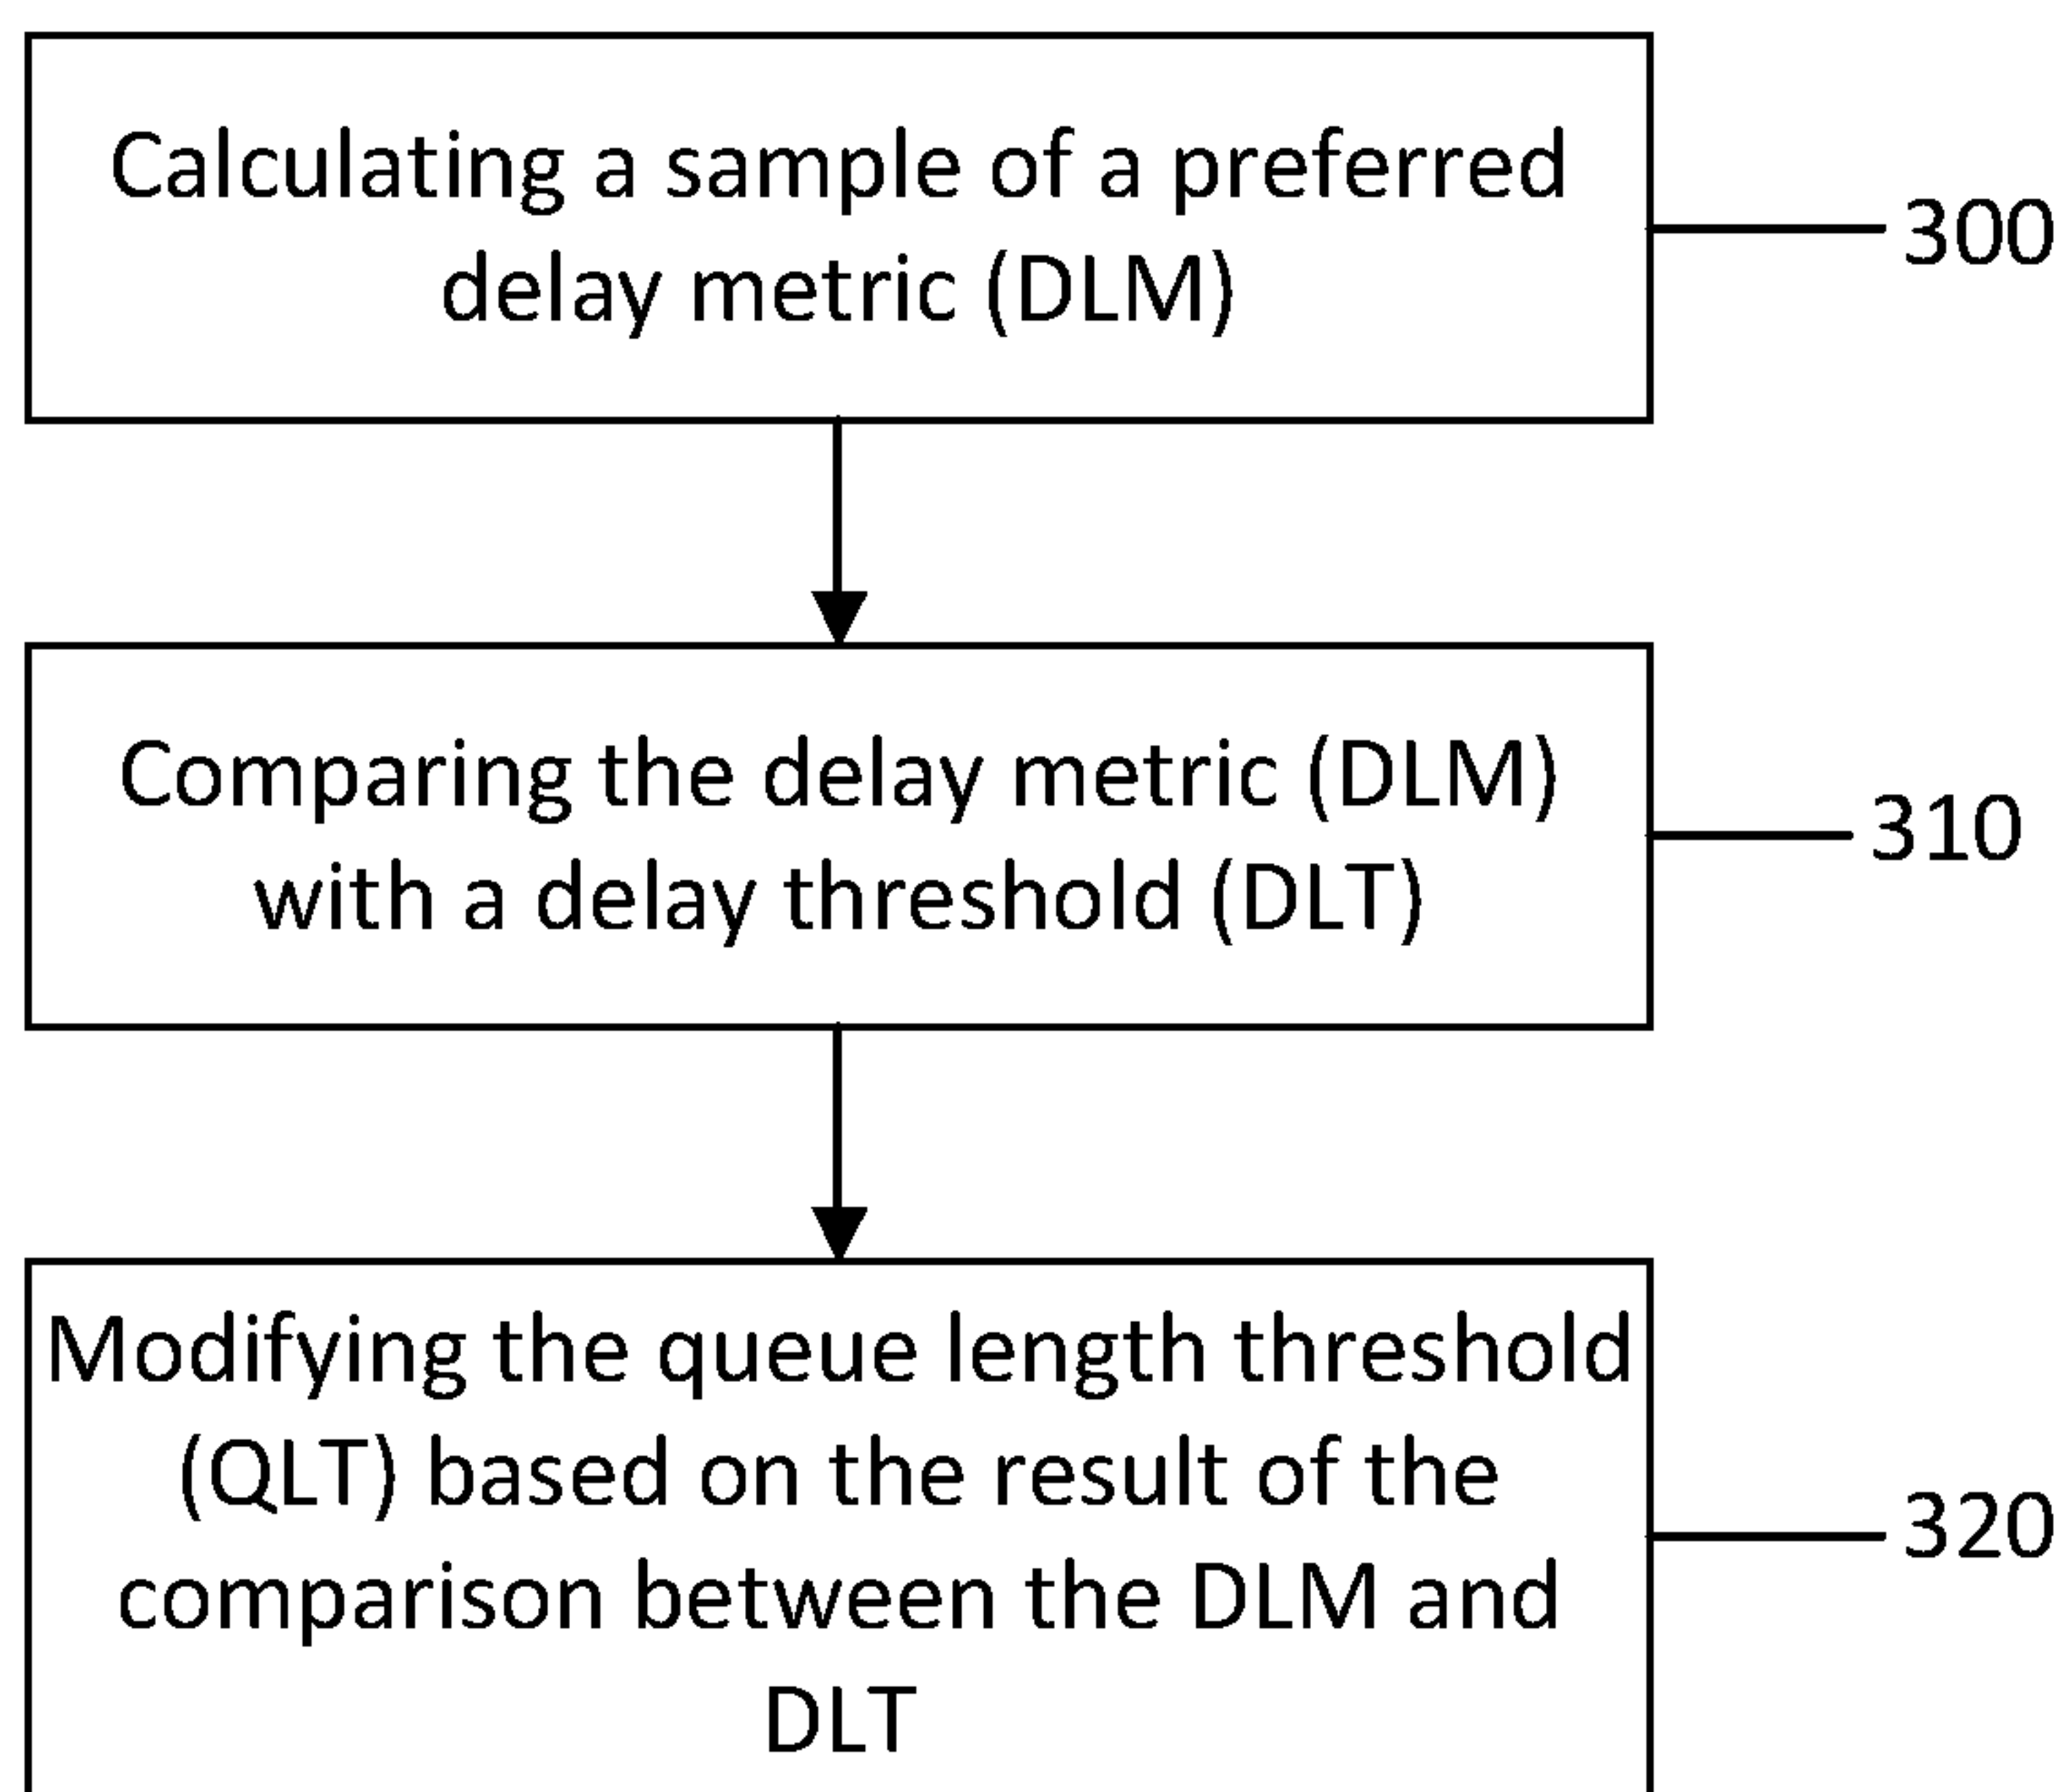 Calculating a sample of a preferred
delay metric (DLM)
300
Comparing the delay metric (DLM)
with a delay threshold (DLT)
310
Modifying the queue length threshold
(QLT) based on the result of the
comparison between the DLM and
DLT
320